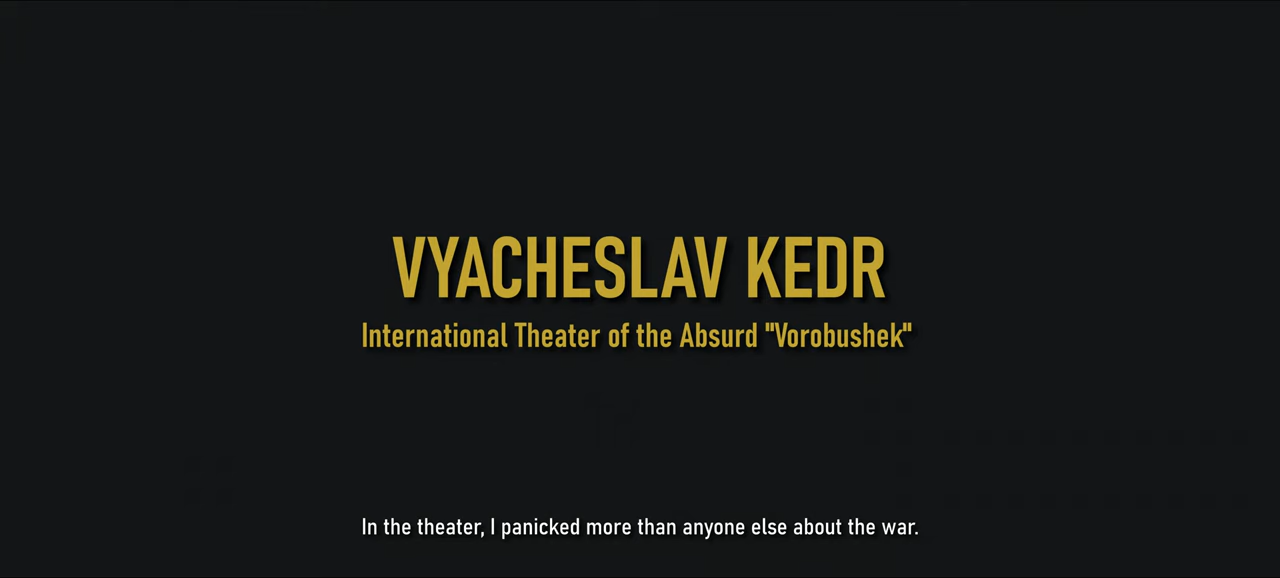 VYACHESLAV KEDR
International Theater of the Absurd "Vorobushek"
In the theater, I panicked more than anyone else about the war.